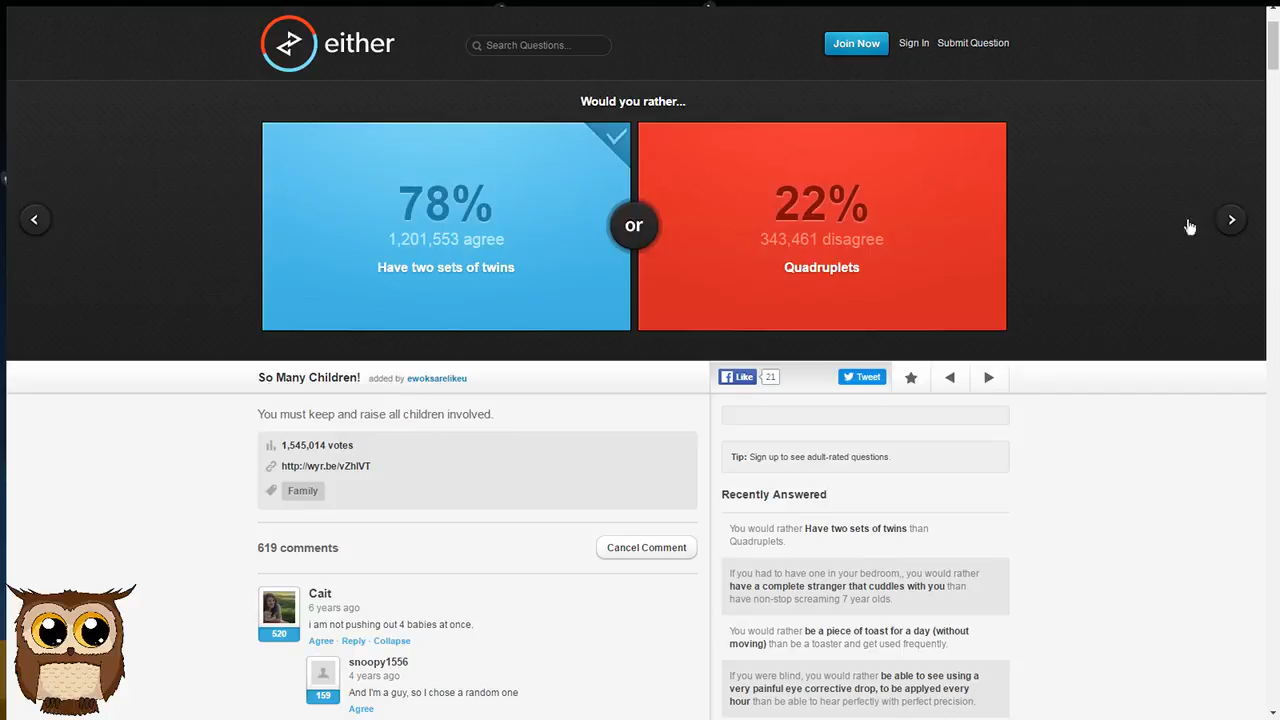 either
Search Questions...
Join Now
Sign In
Submit Question
Would you rather...
78%
1,201,553 agree
Have two sets of twins
or
22%
343,461 disagree
Quadruplets
So Many Children! added by ewoksarelikeu
Like 21
Tweet
You must keep and raise all children involved.
1,545,014 votes
http://wyr.be/vZhIVT
Family
619 comments
Cancel Comment
Cait
6 years ago
i am not pushing out 4 babies at once.
520
Agree · Reply · Collapse
snoopy1556
4 years ago
And I'm a guy, so I chose a random one
159
Agree
Tip: Sign up to see adult-rated questions.
Recently Answered
You would rather Have two sets of twins than
Quadruplets.
If you had to have one in your bedroom,, you would rather
have a complete stranger that cuddles with you than
have non-stop screaming 7 year olds.
You would rather be a piece of toast for a day (without
moving) than be a toaster and get used frequently.
If you were blind, you would rather be able to see using a
very painful eye corrective drop, to be applyed every
hour than be able to hear perfectly with perfect precision.